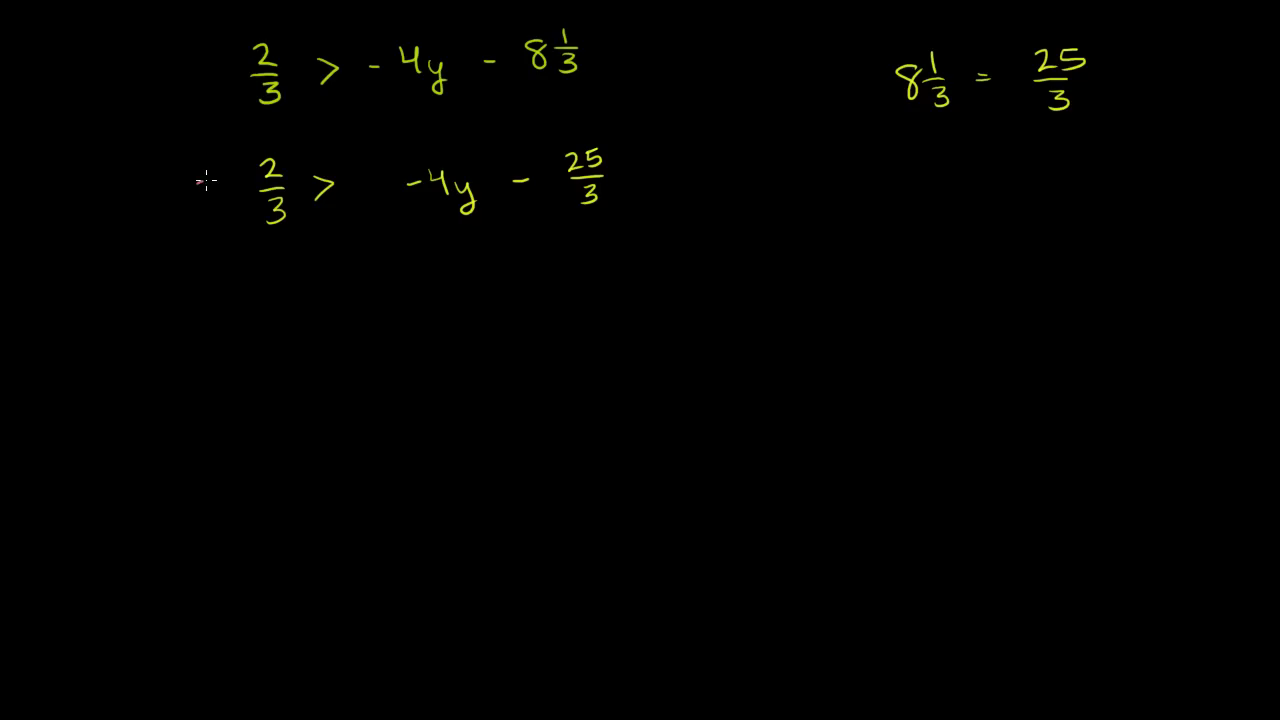 2/3 > -4y - 8 1/3
8 1/3 = 25/3
2/3 > -4y - 25/3